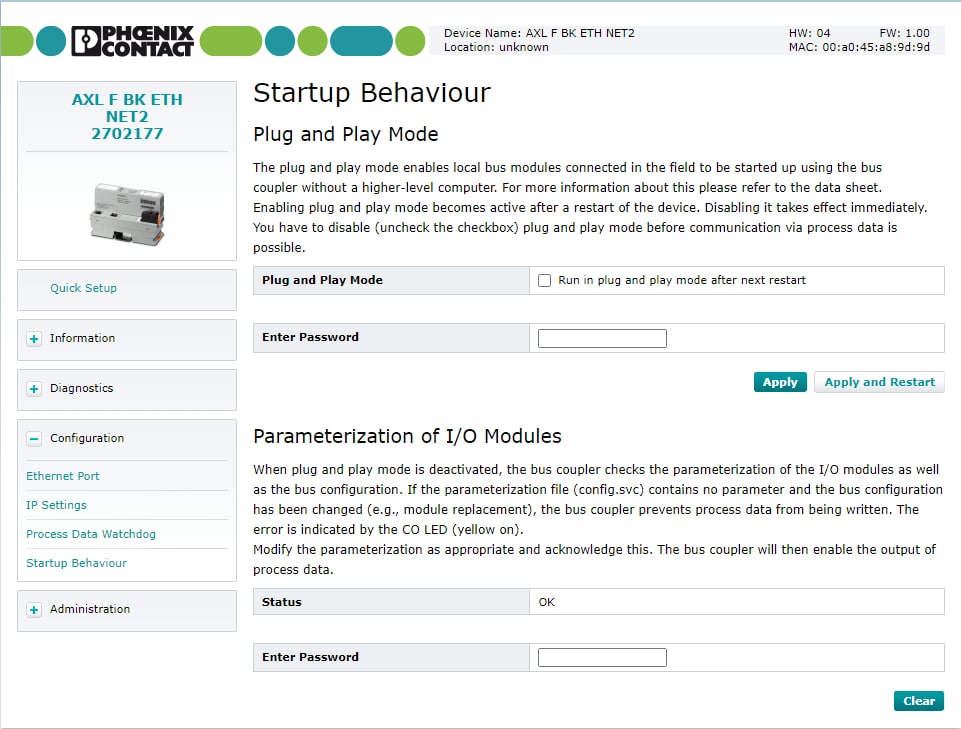 PHŒNIX
CONTACT
Device Name: AXL F BK ETH NET2
Location: unknown
HW: 04 FW: 1.00
MAC: 00:a0:45:a8:9d:9d
AXL F BK ETH
NET2
2702177
Quick Setup
Information
Diagnostics
Configuration
Ethernet Port
IP Settings
Process Data Watchdog
Startup Behaviour
Administration
Startup Behaviour
Plug and Play Mode
The plug and play mode enables local bus modules connected in the field to be started up using the bus
coupler without a higher-level computer. For more information about this please refer to the data sheet.
Enabling plug and play mode becomes active after a restart of the device. Disabling it takes effect immediately.
You have to disable (uncheck the checkbox) plug and play mode before communication via process data is
possible.
Plug and Play Mode
Run in plug and play mode after next restart
Enter Password
Apply
Apply and Restart
Parameterization of I/O Modules
When plug and play mode is deactivated, the bus coupler checks the parameterization of the I/O modules as well
as the bus configuration. If the parameterization file (config.svc) contains no parameter and the bus configuration
has been changed (e.g., module replacement), the bus coupler prevents process data from being written. The
error is indicated by the CO LED (yellow on).
Modify the parameterization as appropriate and acknowledge this. The bus coupler will then enable the output of
process data.
Status
OK
Enter Password
Clear